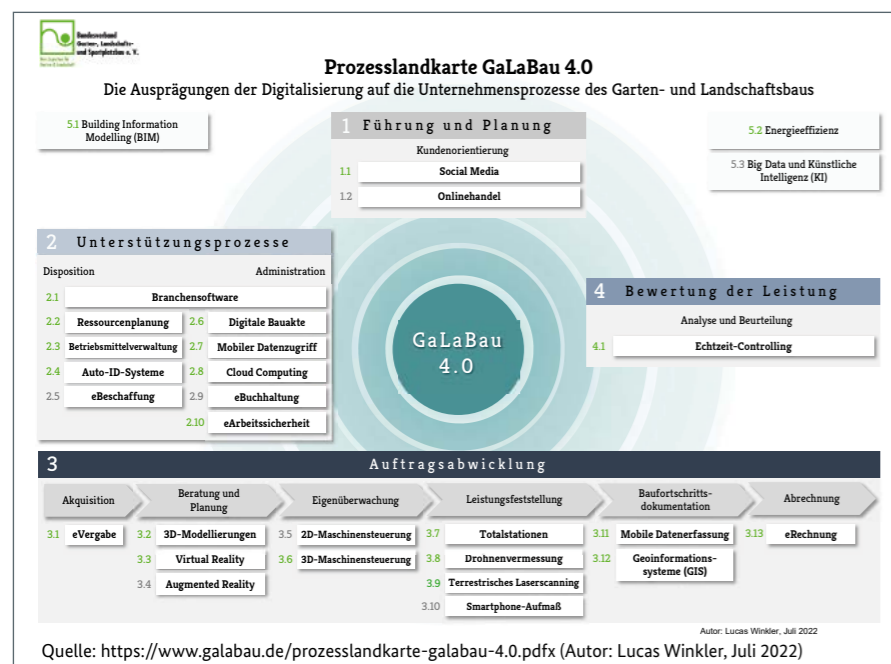 Bundesverband
Garten-, Landschafts-
und Sportplatzbau e. V.
Prozesslandkarte GaLaBau 4.0
Die Ausprägungen der Digitalisierung auf die Unternehmensprozesse des Garten- und Landschaftsbaus
5.1 Building Information
Modelling (BIM)
1 Führung und Planung
Kundenorientierung
1.1 Social Media
1.2 Onlinehandel
5.2 Energieeffizienz
5.3 Big Data und Künstliche
Intelligenz (KI)
2 Unterstützungsprozesse
Disposition Administration
2.1 Branchensoftware
2.2 Ressourcenplanung 2.6 Digitale Bauakte
2.3 Betriebsmittelverwaltung 2.7 Mobiler Datenzugriff
2.4 Auto-ID-Systeme 2.8 Cloud Computing
2.5 eBeschaffung 2.9 eBuchhaltung
2.10 eArbeitssicherheit
GaLaBau
4.0
4 Bewertung der Leistung
Analyse und Beurteilung
4.1 Echtzeit-Controlling
3 Auftragsabwicklung
Akquisition
3.1 eVergabe
Beratung und
Planung
3.2 3D-Modellierungen
3.3 Virtual Reality
3.4 Augmented Reality
Eigenüberwachung
3.5 2D-Maschinensteuerung
3.6 3D-Maschinensteuerung
Leistungsfeststellung
3.7 Totalstationen
3.8 Drohnenvermessung
3.9 Terrestrisches Laserscanning
3.10 Smartphone-Aufmaß
Baufortschritts-
dokumentation
3.11 Mobile Datenerfassung
3.12 Geoinformations-
systeme (GIS)
Abrechnung
3.13 eRechnung
Autor: Lucas Winkler, Juli 2022
Quelle: https://www.galabau.de/prozesslandkarte-galabau-4.0.pdfx (Autor: Lucas Winkler, Juli 2022)